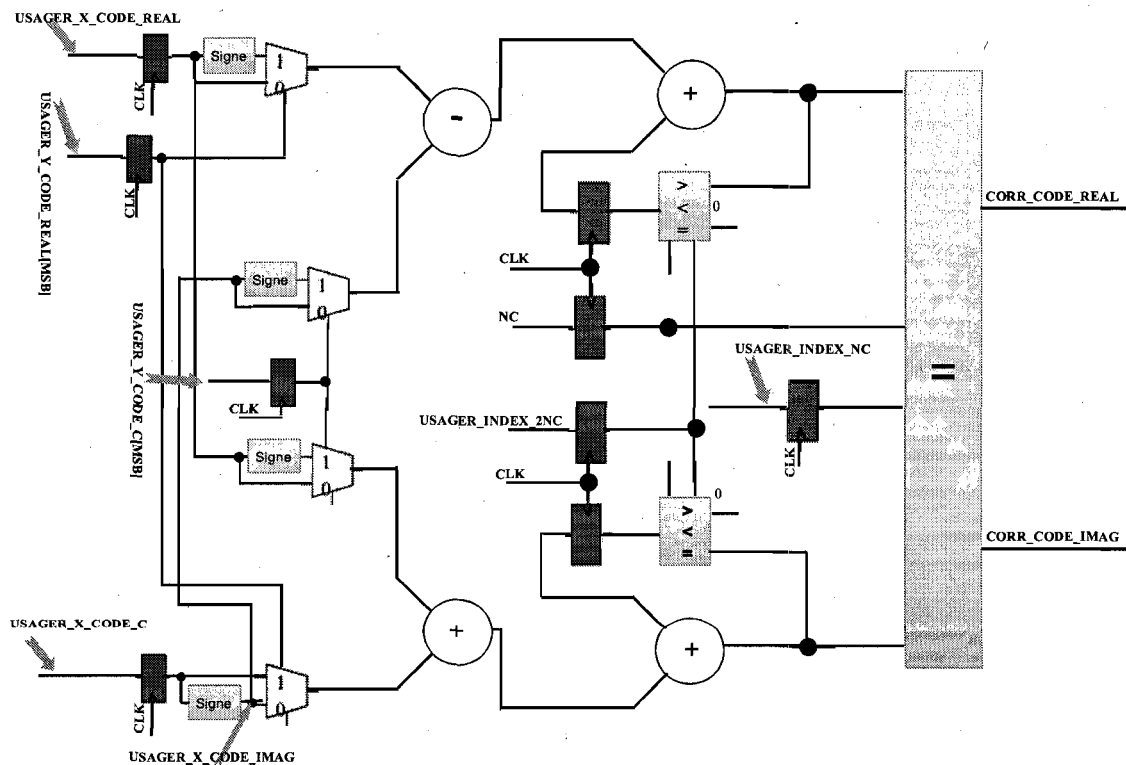 USAGER_X_CODE_REAL
Signe
1
0
CLK
USAGER_Y_CODE_REAL[MSB]
CLK
-
+
> < =
0
CORR_CODE_REAL
CLK
Signe
1
0
NC
USAGER_INDEX_NC
=
USAGER_Y_CODE_C[MSB]
CLK
CLK
USAGER_INDEX_2NC
Signe
1
0
CLK
0
> < =
CORR_CODE_IMAG
USAGER_X_CODE_C
+
+
1
0
Signe
CLK
USAGER_X_CODE_IMAG